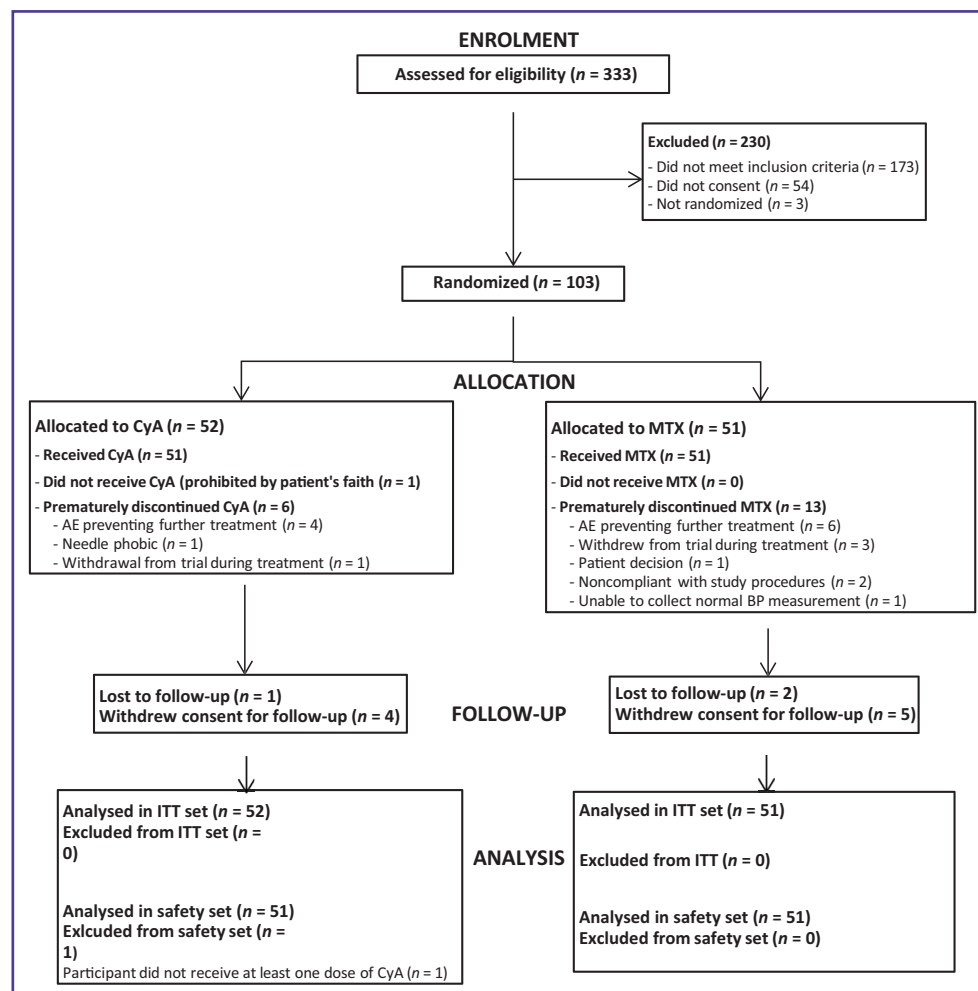 ENROLMENT
Assessed for eligibility (n = 333)
Excluded (n = 230)
- Did not meet inclusion criteria (n = 173)
- Did not consent (n = 54)
- Not randomized (n = 3)
Randomized (n = 103)
ALLOCATION
Allocated to CyA (n = 52)
- Received CyA (n = 51)
- Did not receive CyA (prohibited by patient's faith (n = 1)
- Prematurely discontinued CyA (n = 6)
- AE preventing further treatment (n = 4)
- Needle phobic (n = 1)
- Withdrawal from trial during treatment (n = 1)
Allocated to MTX (n = 51)
- Received MTX (n = 51)
- Did not receive MTX (n = 0)
- Prematurely discontinued MTX (n = 13)
- AE preventing further treatment (n = 6)
- Withdrew from trial during treatment (n = 3)
- Patient decision (n = 1)
- Noncompliant with study procedures (n = 2)
- Unable to collect normal BP measurement (n = 1)
FOLLOW-UP
Lost to follow-up (n = 1)
Withdrew consent for follow-up (n = 4)
Lost to follow-up (n = 2)
Withdrew consent for follow-up (n = 5)
ANALYSIS
Analysed in ITT set (n = 52)
Excluded from ITT set (n =
0)
Analysed in safety set (n = 51)
Exlcuded from safety set (n =
1)
Participant did not receive at least one dose of CyA (n = 1)
Analysed in ITT set (n = 51)
Excluded from ITT (n = 0)
Analysed in safety set (n = 51)
Excluded from safety set (n = 0)